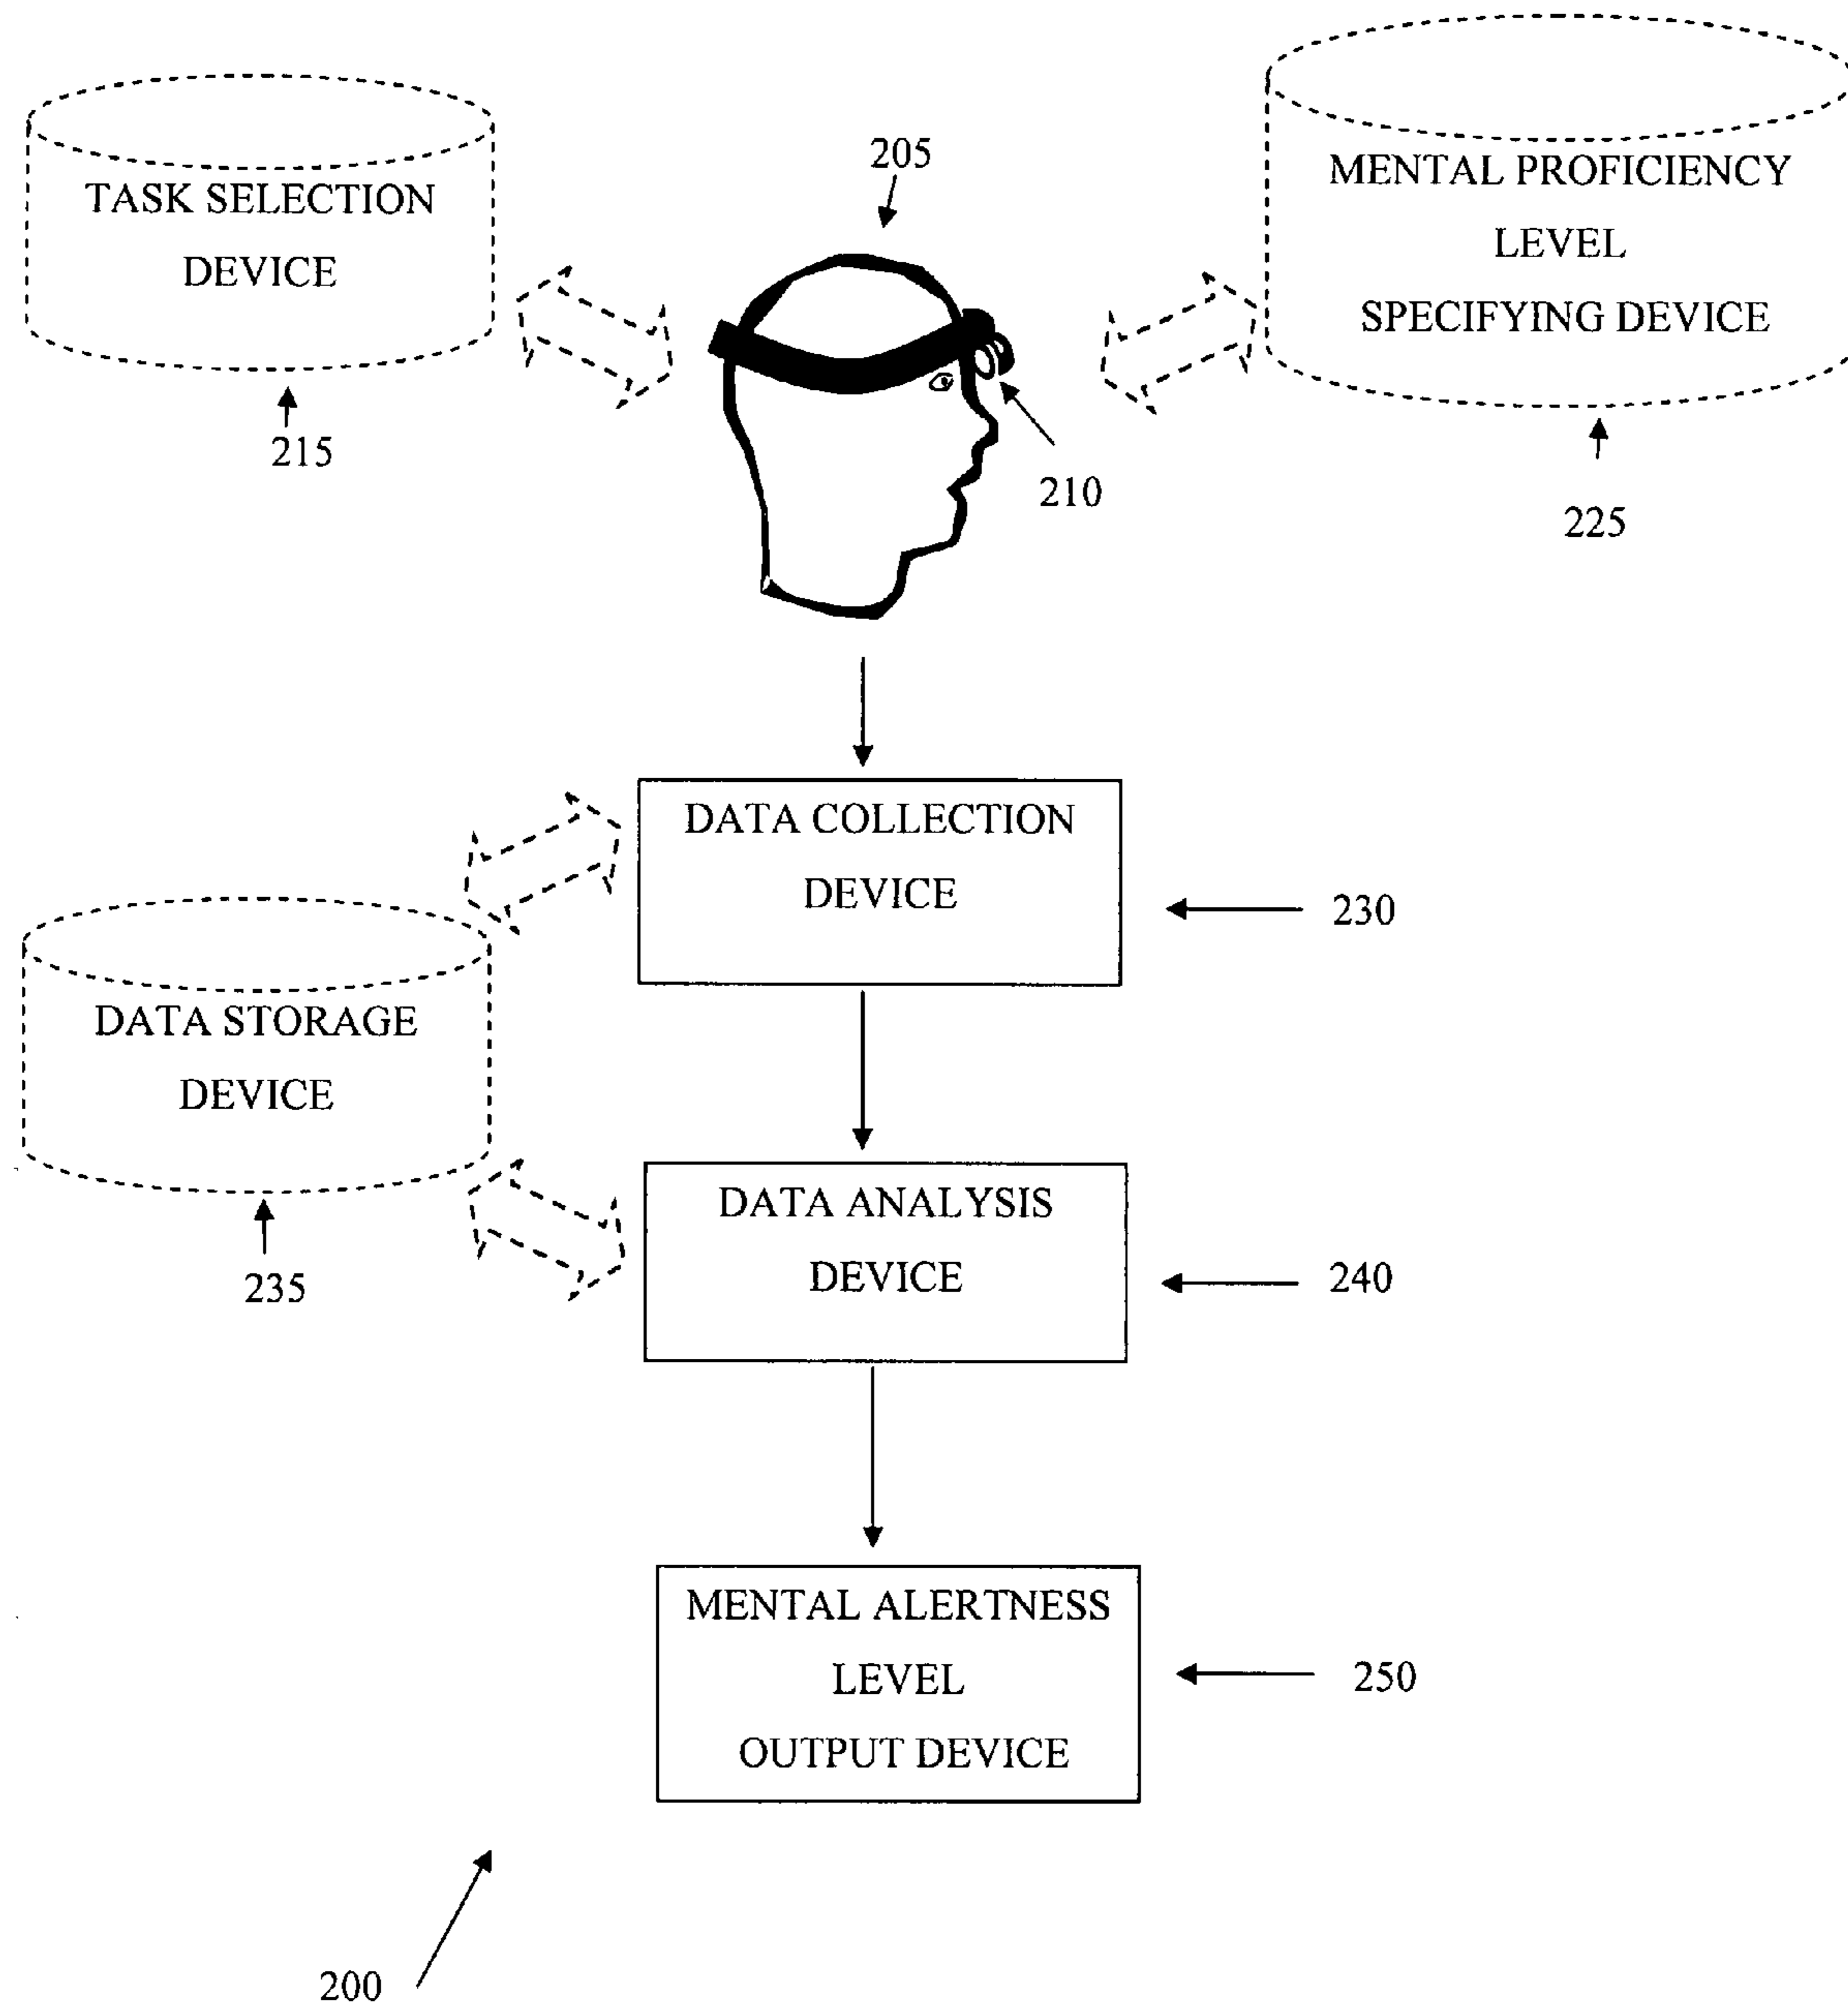 205
TASK SELECTION
DEVICE
MENTAL PROFICIENCY
LEVEL
SPECIFYING DEVICE
215
210
225
DATA COLLECTION
DEVICE
230
DATA STORAGE
DEVICE
235
DATA ANALYSIS
DEVICE
240
MENTAL ALERTNESS
LEVEL
OUTPUT DEVICE
250
200